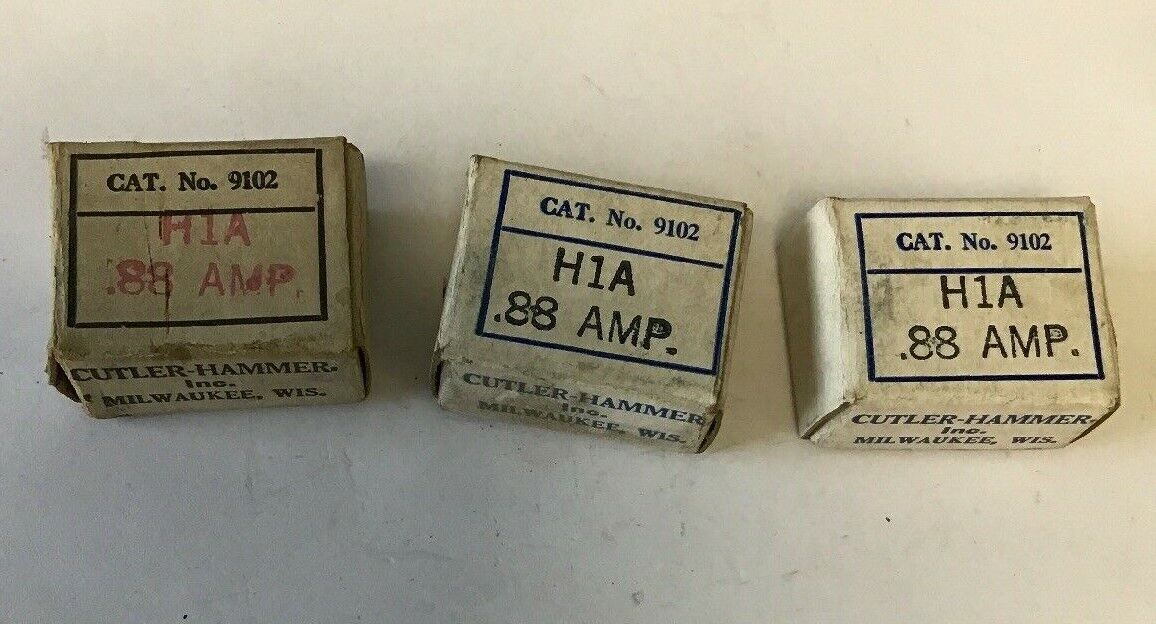 CAT. No. 9102
H1A
.88 AMP.
CUTLER-HAMMER,
Inc.
MILWAUKEE, WIS.
CAT. No. 9102
H1A
.88 AMP.
CUTLER-HAMMER
Inc.
MILWAUKEE, WIS.
CAT. No. 9102
H1A
.88 AMP.
CUTLER-HAMMER
Inc.
MILWAUKEE, WIS.